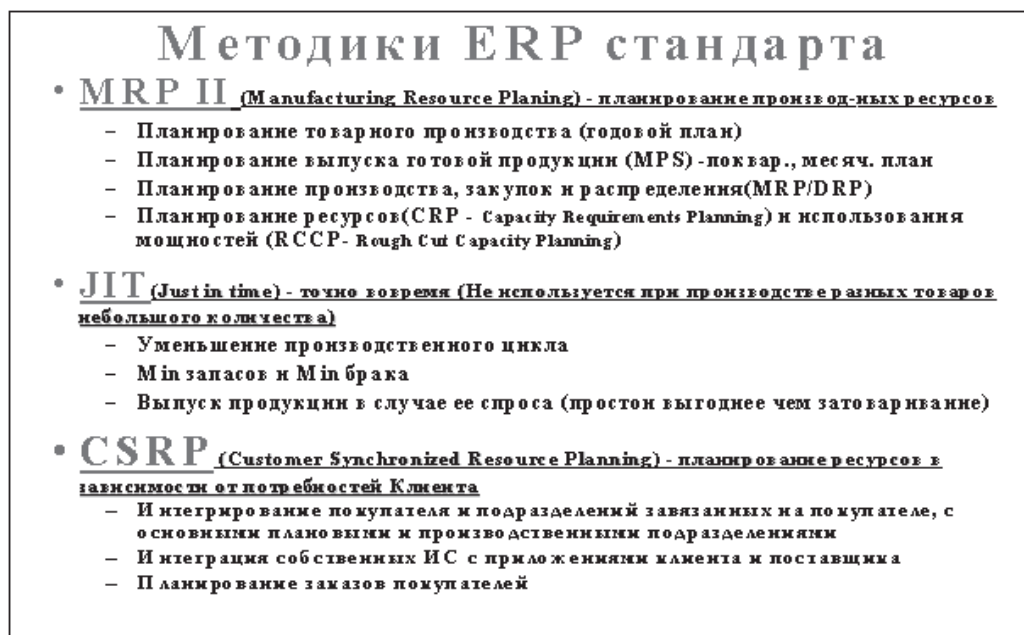 Методики ERP стандарта
• MRP II (Manufacturing Resource Planing) - планирование производ-ных ресурсов
– Планирование товарного производства (годовой план)
– Планирование выпуска готовой продукции (MPS) -поквар., месяч. план
– Планирование производства, закупок и распределения(MRP/DRP)
– Планирование ресурсов(CRP - Capacity Requirements Planning) и использования
мощностей (RCCP- Rough Cut Capacity Planning)
• JIT (Just in time) - точно вовремя (Не используется при производстве разных товаров
небольшого количества)
– Уменьшение производственного цикла
– Min запасов и Min брака
– Выпуск продукции в случае ее спроса (простои выгоднее чем затоваривание)
• CSRP (Customer Synchronized Resource Planning) - планирование ресурсов в
зависимости от потребностей Клиента
– Интегрирование покупателя и подразделений завязанных на покупателе, с
основными плановыми и производственными подразделениями
– Интеграция собственных ИС с приложениями клиента и поставщика
– Планирование заказов покупателей